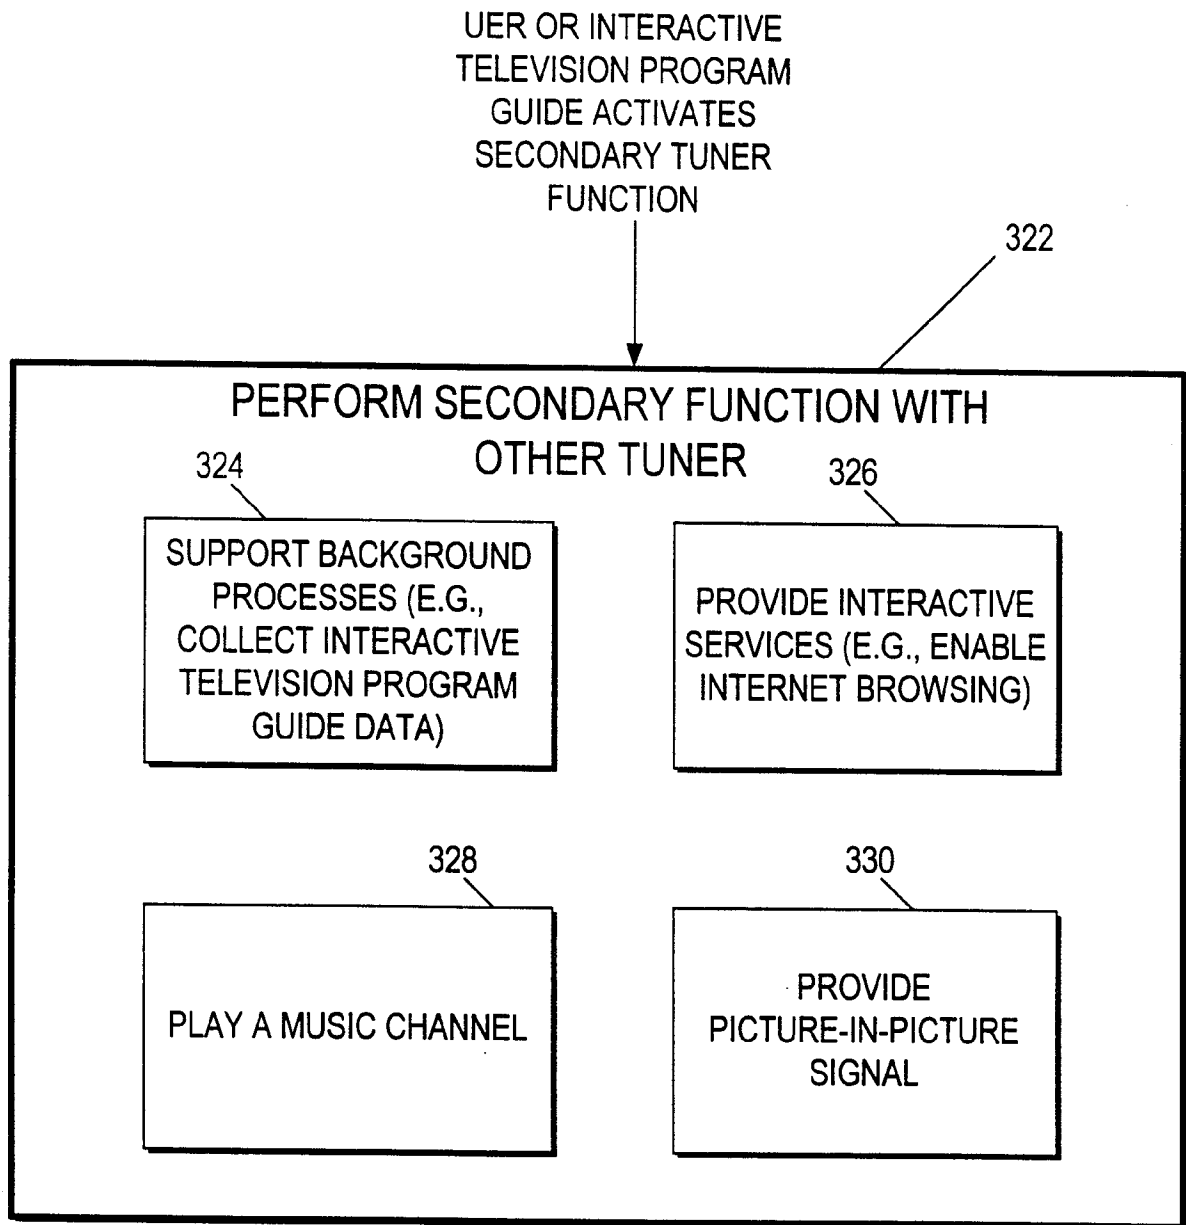 UER OR INTERACTIVE
TELEVISION PROGRAM
GUIDE ACTIVATES
SECONDARY TUNER
FUNCTION
322
PERFORM SECONDARY FUNCTION WITH
OTHER TUNER
324
SUPPORT BACKGROUND
PROCESSES (E.G.,
COLLECT INTERACTIVE
TELEVISION PROGRAM
GUIDE DATA)
326
PROVIDE INTERACTIVE
SERVICES (E.G., ENABLE
INTERNET BROWSING)
328
PLAY A MUSIC CHANNEL
330
PROVIDE
PICTURE-IN-PICTURE
SIGNAL